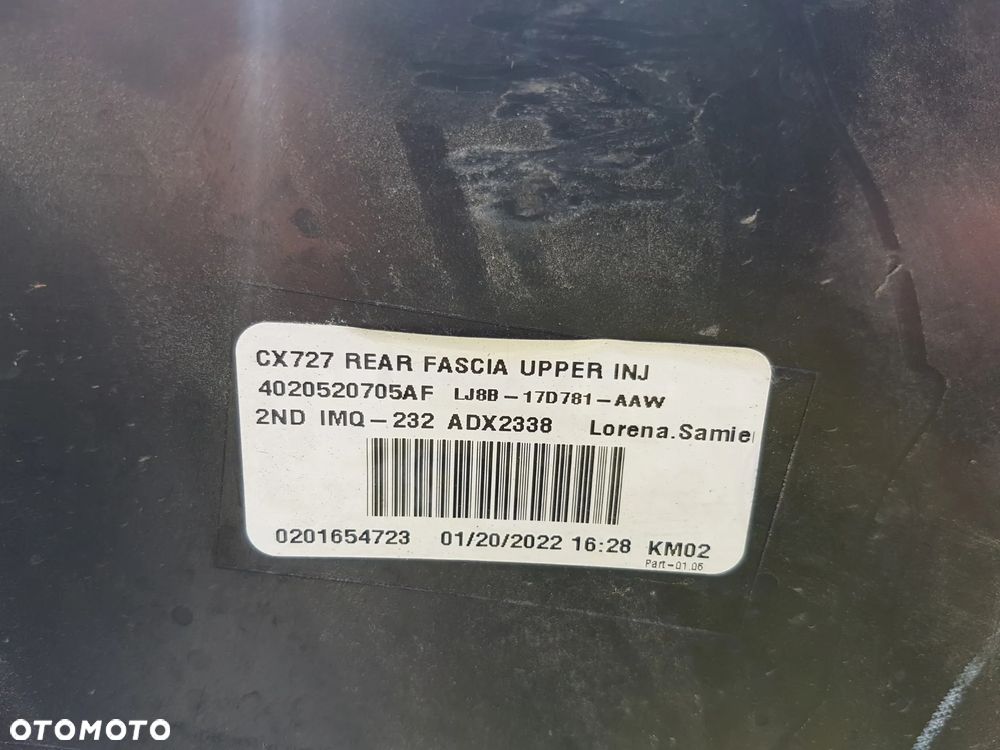 CX727 REAR FASCIA UPPER INJ
4020520705AF LJ8B-17D781-AAW
2ND IMQ-232 ADX2338 Lorena.Samie
0201654723 01/20/2022 16:28 KM02
Part-01.06
OTOMOTO